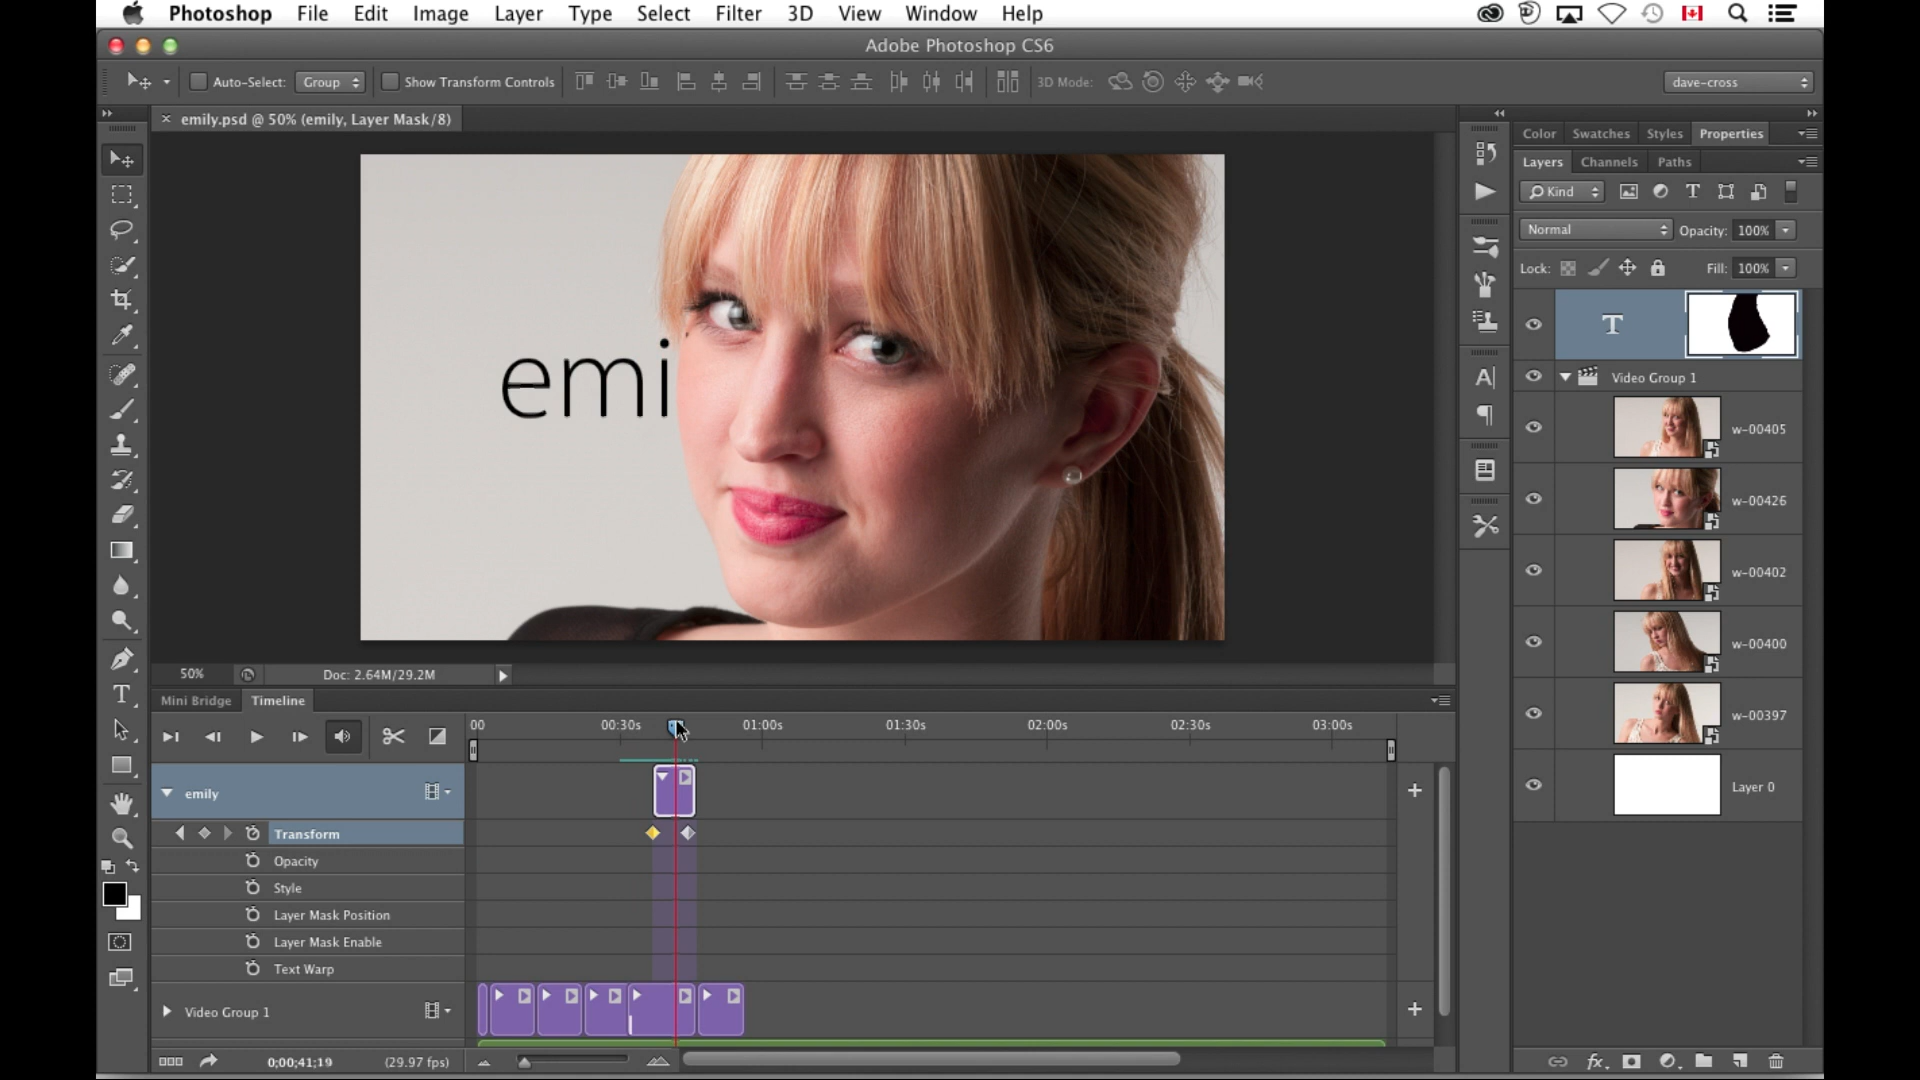 Photoshop File Edit Image Layer Type Select Filter 3D View Window Help
Adobe Photoshop CS6
Auto-Select: Group Show Transform Controls 3D Mode: dave-cross
emily.psd @ 50% (emily, Layer Mask/8)
Color Swatches Styles Properties
Layers Channels Paths
Kind
Normal Opacity: 100%
Lock: Fill: 100%
emi
Video Group 1
w-00405
w-00426
w-00402
w-00400
w-00397
Layer 0
50% Doc: 2.64M/29.2M
Mini Bridge Timeline
00 00:30s 01:00s 01:30s 02:00s 02:30s 03:00s
emily
Transform
Opacity
Style
Layer Mask Position
Layer Mask Enable
Text Warp
Video Group 1
0;00;41;19 (29.97 fps)